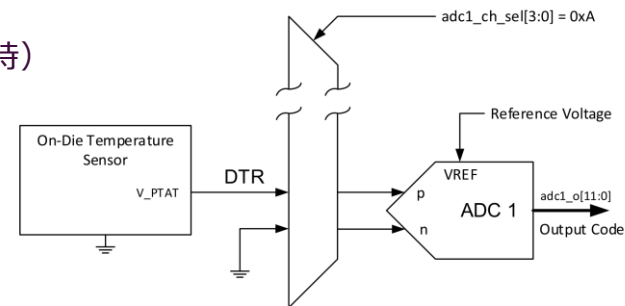 持)
adc1_ch_sel[3:0] = 0xA
Reference Voltage
On-Die Temperature
Sensor
V_PTAT
DTR
VREF
p
ADC 1
n
adc1_o[11:0]
Output Code